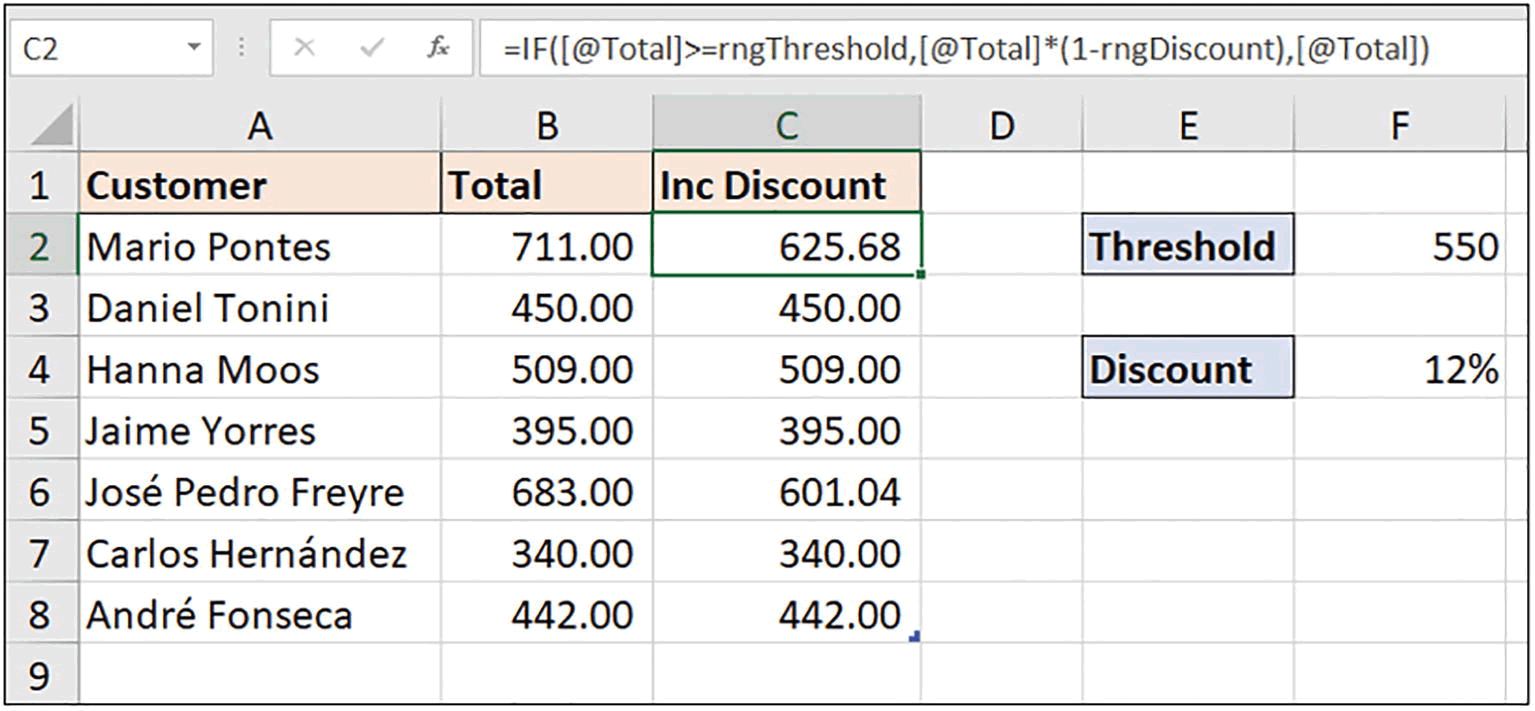 C2 fx =IF([@Total]>=rngThreshold,[@Total]*(1-rngDiscount),[@Total])
A B C D E F
1 Customer Total Inc Discount
2 Mario Pontes 711.00 625.68 Threshold 550
3 Daniel Tonini 450.00 450.00
4 Hanna Moos 509.00 509.00 Discount 12%
5 Jaime Yorres 395.00 395.00
6 José Pedro Freyre 683.00 601.04
7 Carlos Hernández 340.00 340.00
8 André Fonseca 442.00 442.00
9